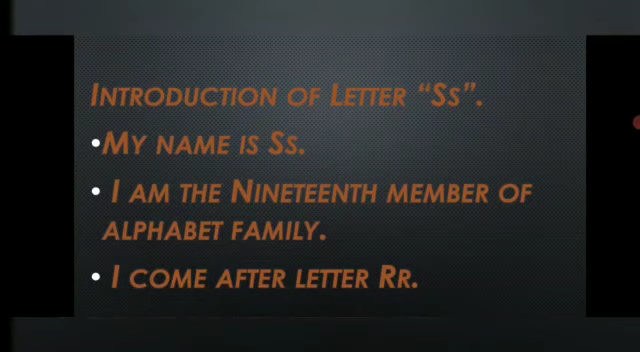 Introduction of Letter “Ss”.
•My name is Ss.
• I am the Nineteenth member of
alphabet family.
• I come after letter Rr.